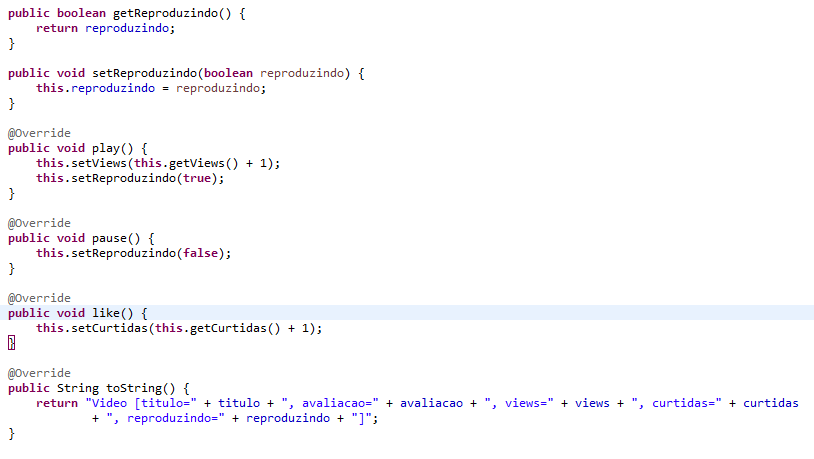 public boolean getReproduzindo() {
    return reproduzindo;
}

public void setReproduzindo(boolean reproduzindo) {
    this.reproduzindo = reproduzindo;
}

@Override
public void play() {
    this.setViews(this.getViews() + 1);
    this.setReproduzindo(true);
}

@Override
public void pause() {
    this.setReproduzindo(false);
}

@Override
public void like() {
    this.setCurtidas(this.getCurtidas() + 1);
}

@Override
public String toString() {
    return "Video [titulo=" + titulo + ", avaliacao=" + avaliacao + ", views=" + views + ", curtidas=" + curtidas
            + ", reproduzindo=" + reproduzindo + "]";
}